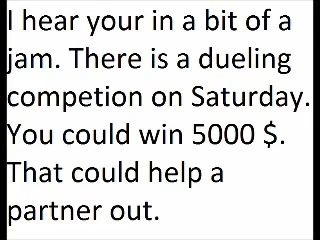 I hear your in a bit of a
jam. There is a dueling
competion on Saturday.
You could win 5000 $.
That could help a
partner out.